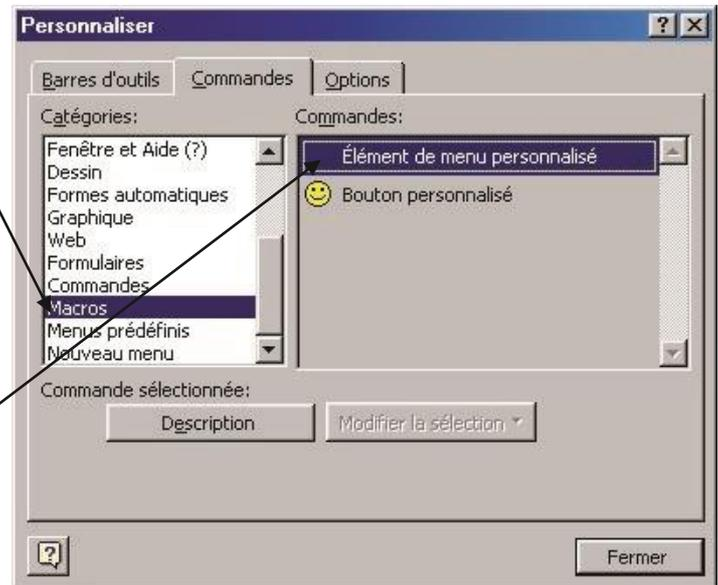 Personnaliser
Barres d'outils
Commandes
Options
Catégories:
Commandes:
Fenêtre et Aide (?)
Dessin
Formes automatiques
Graphique
Web
Formulaires
Commandes
Macros
Menus prédéfinis
Nouveau menu
Élément de menu personnalisé
Bouton personnalisé
Commande sélectionnée:
Description
Modifier la sélection
Fermer